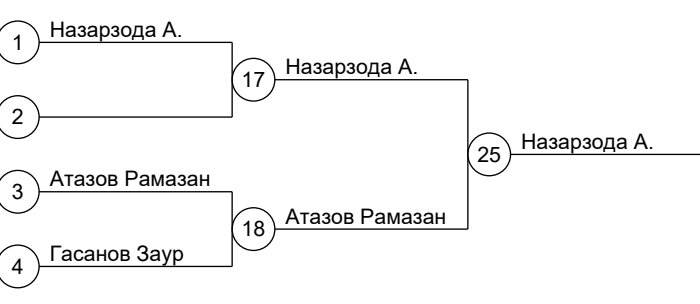 1 Назарзода А.
17 Назарзода А.
2
25 Назарзода А.
3 Атазов Рамазан
18 Атазов Рамазан
4 Гасанов Заур